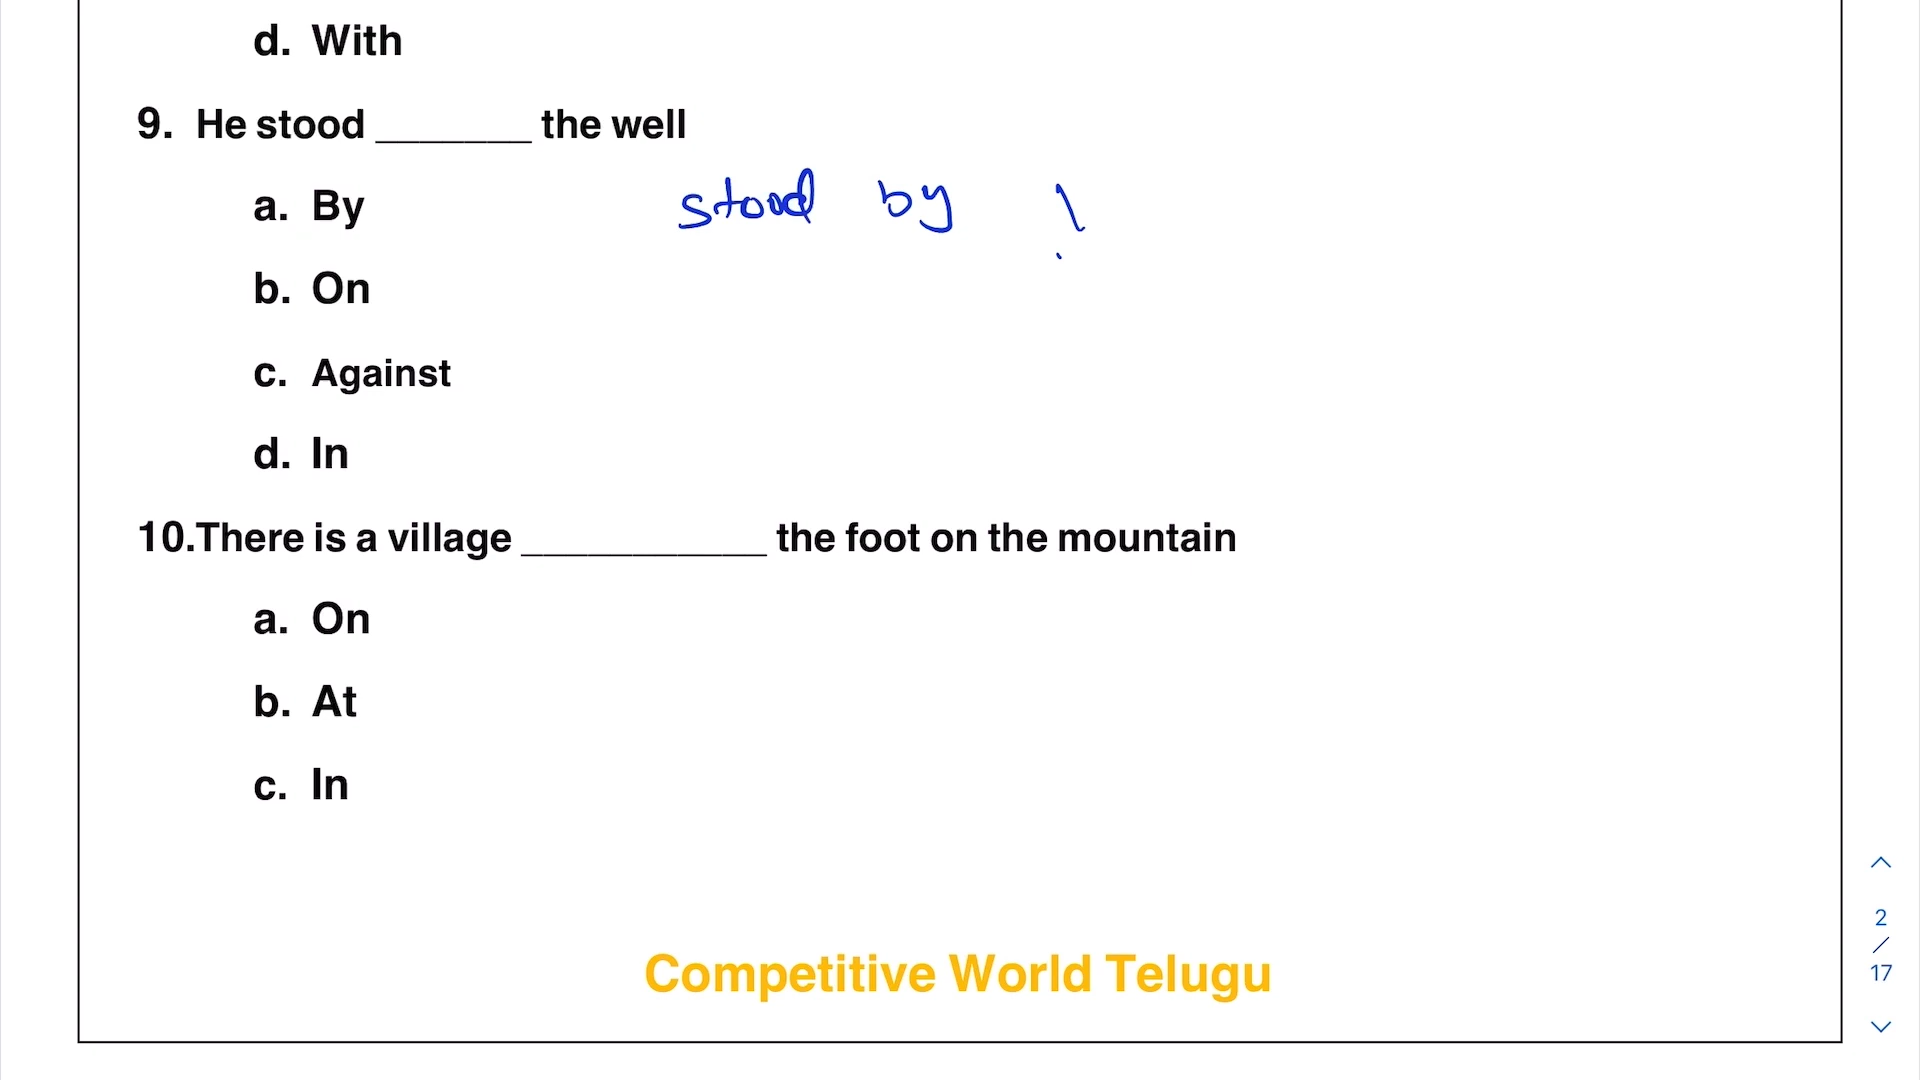 d. With
9. He stood _______ the well
a. By
stood by
b. On
c. Against
d. In
10.There is a village ___________ the foot on the mountain
a. On
b. At
c. In
2
/
17
Competitive World Telugu